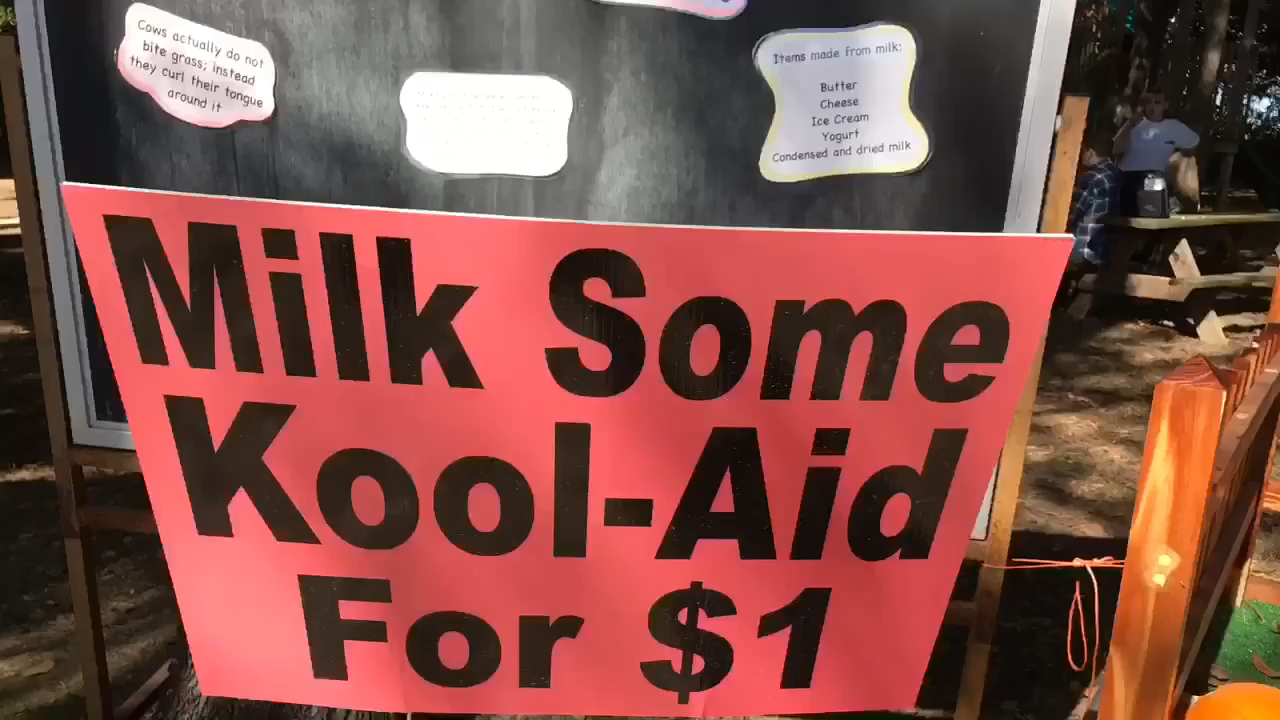 Cows actually do not
bite grass; instead
they curl their tongue
around it
Items made from milk:
Butter
Cheese
Ice Cream
Yogurt
Condensed and dried milk
Milk Some
Kool-Aid
For $1